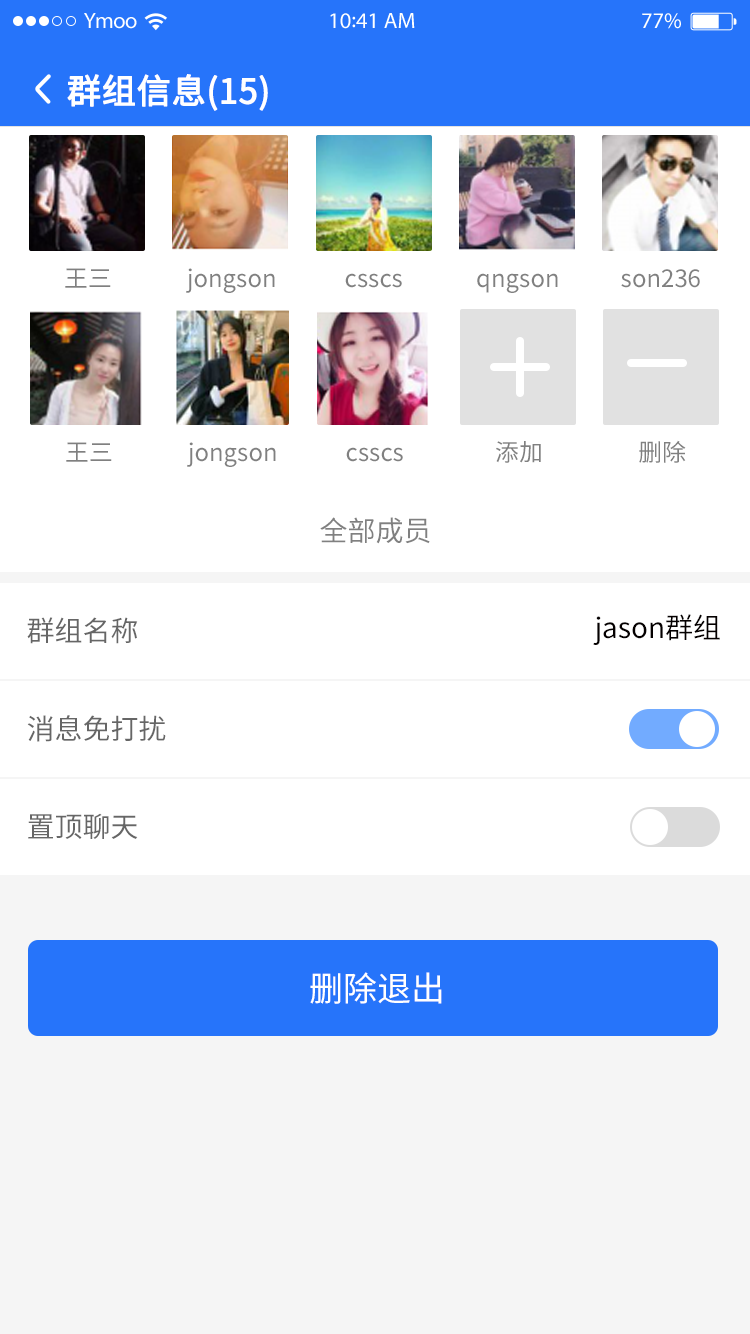 Ymoo 10:41 AM 77%
群组信息(15)
王三 jongson csscs qngson son236
王三 jongson csscs 添加 删除
全部成员
群组名称 jason群组
消息免打扰
置顶聊天
删除退出